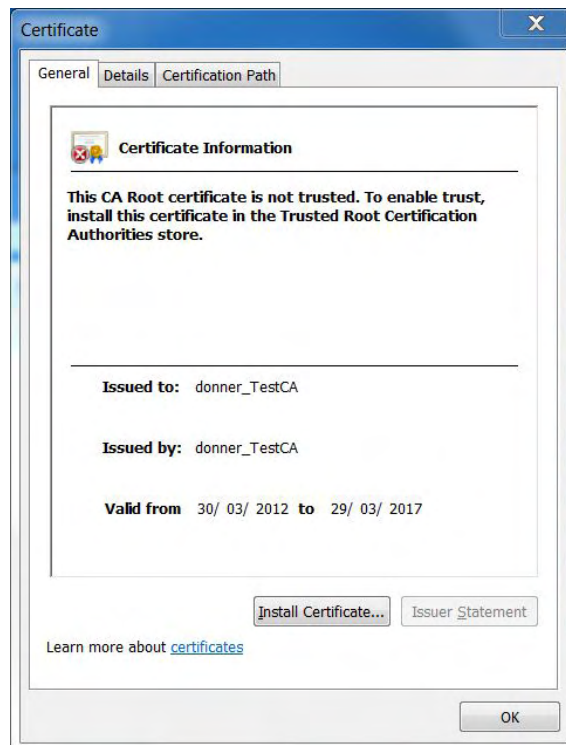 Certificate
General Details Certification Path
Certificate Information
This CA Root certificate is not trusted. To enable trust,
install this certificate in the Trusted Root Certification
Authorities store.
Issued to: donner_TestCA
Issued by: donner_TestCA
Valid from 30/ 03/ 2012 to 29/ 03/ 2017
Install Certificate... Issuer Statement
Learn more about certificates
OK